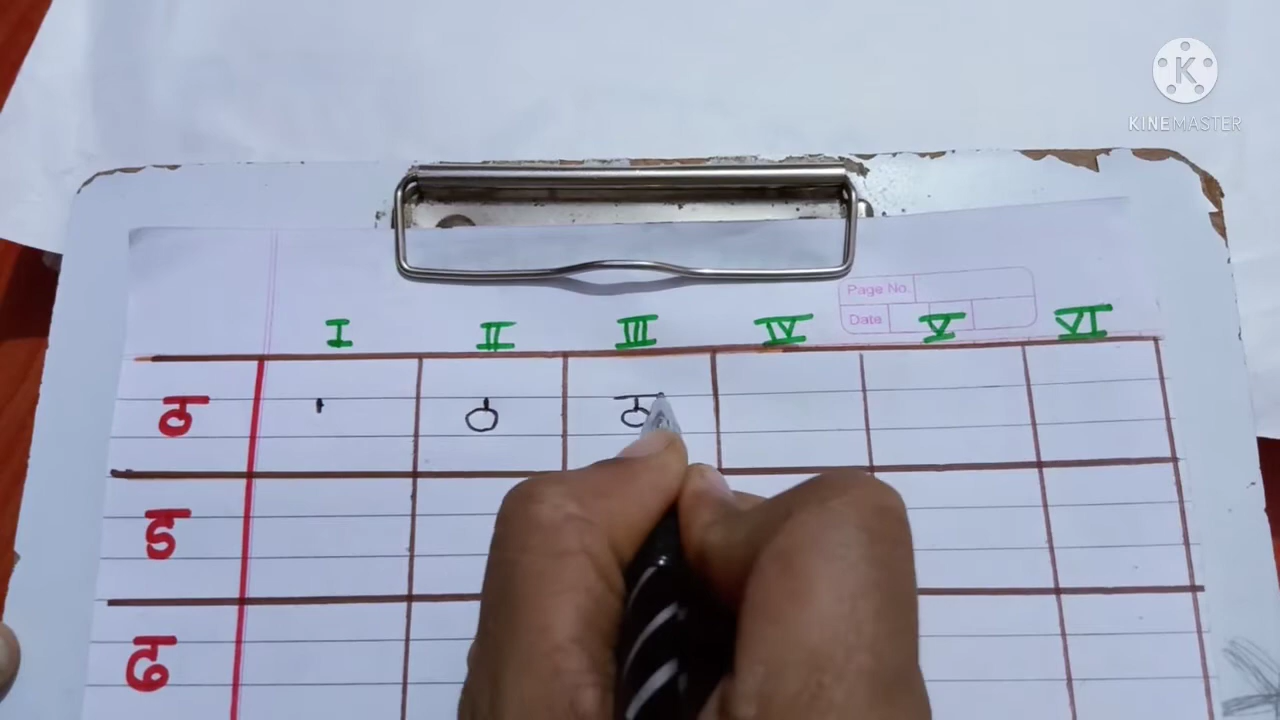 K
KINEMASTER
Page No.
Date
I II III IV V VI
ठ ठ
ड
ढ